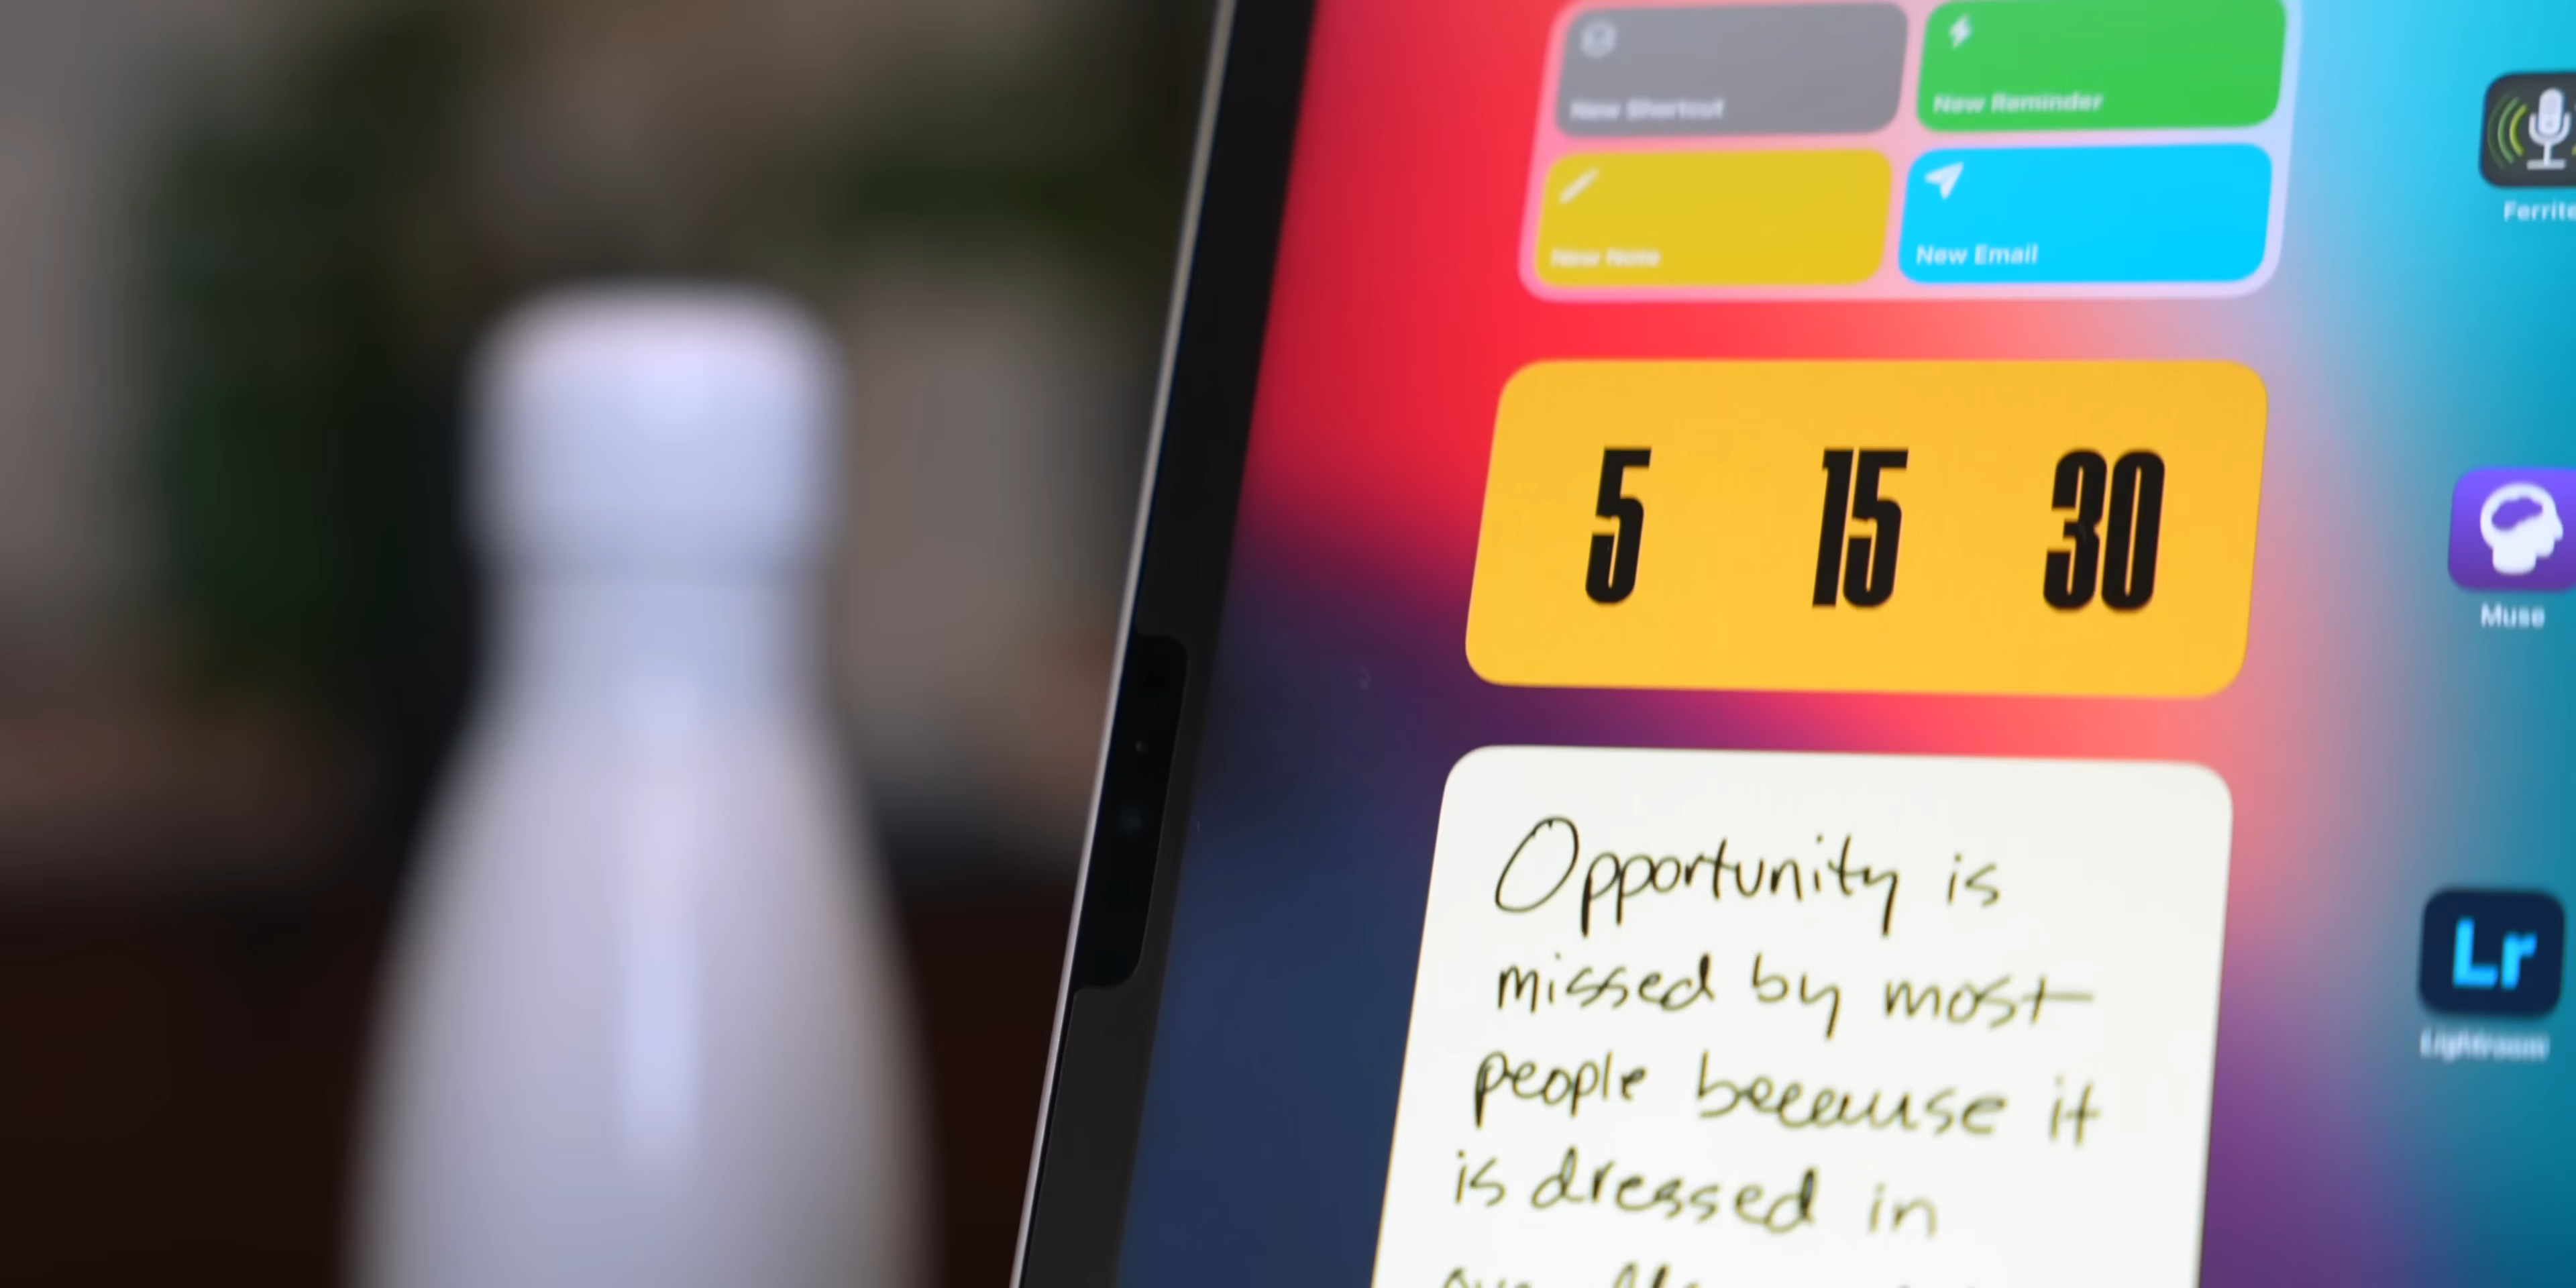 New Shortcut
New Reminder
New Note
New Email
Ferrite
5 15 30
Muse
Opportunity is
missed by most
people because it
is dressed in
Lr
Lightroom